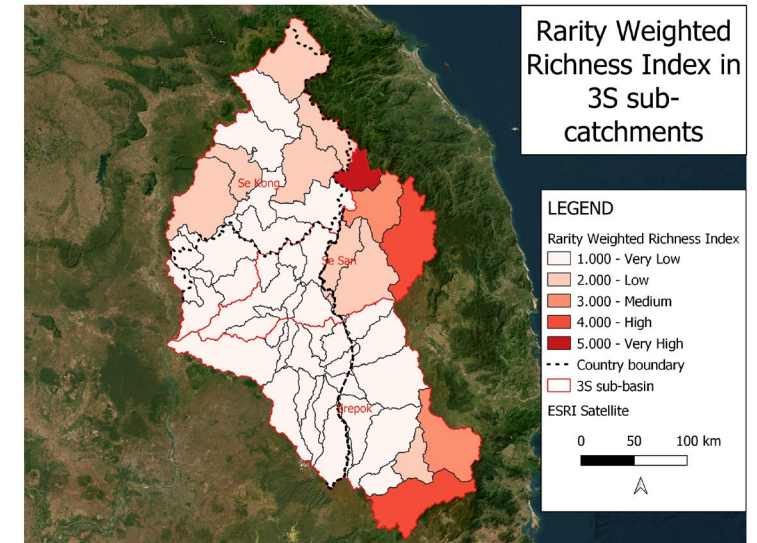 Rarity Weighted
Richness Index in
3S sub-
catchments
Se Kong
Se San
Srepok
LEGEND
Rarity Weighted Richness Index
1.000 - Very Low
2.000 - Low
3.000 - Medium
4.000 - High
5.000 - Very High
Country boundary
3S sub-basin
ESRI Satellite
0 50 100 km